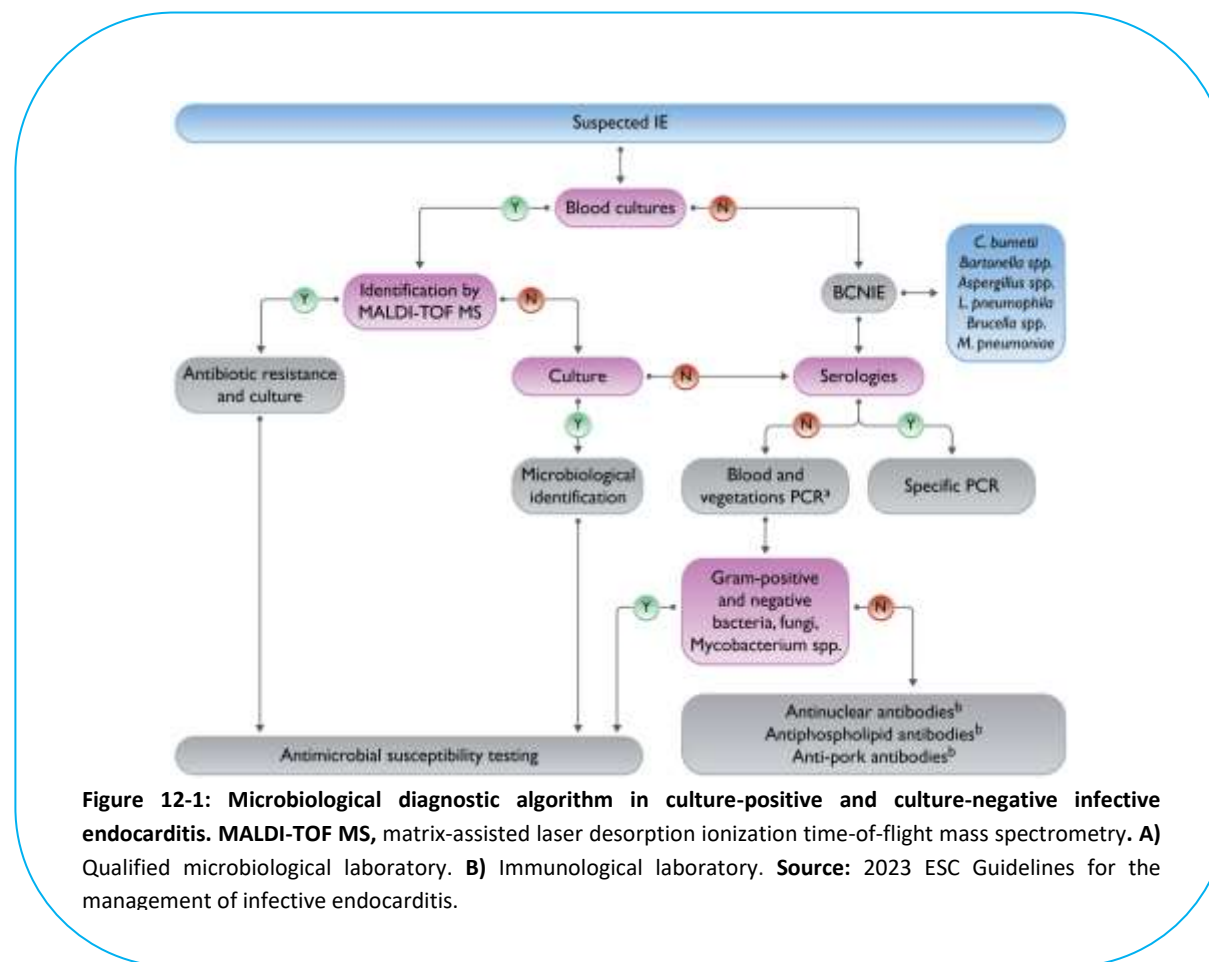 Suspected IE
Y
Blood cultures
N
C. burnetii
Bartonella spp.
Aspergillus spp.
L. pneumophila
Brucella spp.
M. pneumoniae
Y
Identification by
MALDI-TOF MS
N
BCNIE
Antibiotic resistance
and culture
Culture
N
Serologies
Y
N
Y
Microbiological
identification
Blood and
vegetations PCRᵃ
Specific PCR
Gram-positive
and negative
bacteria, fungi,
Mycobacterium spp.
Y
N
Antinuclear antibodiesᵇ
Antiphospholipid antibodiesᵇ
Anti-pork antibodiesᵇ
Antimicrobial susceptibility testing
Figure 12-1: Microbiological diagnostic algorithm in culture-positive and culture-negative infective
endocarditis. MALDI-TOF MS, matrix-assisted laser desorption ionization time-of-flight mass spectrometry. A)
Qualified microbiological laboratory. B) Immunological laboratory. Source: 2023 ESC Guidelines for the
management of infective endocarditis.